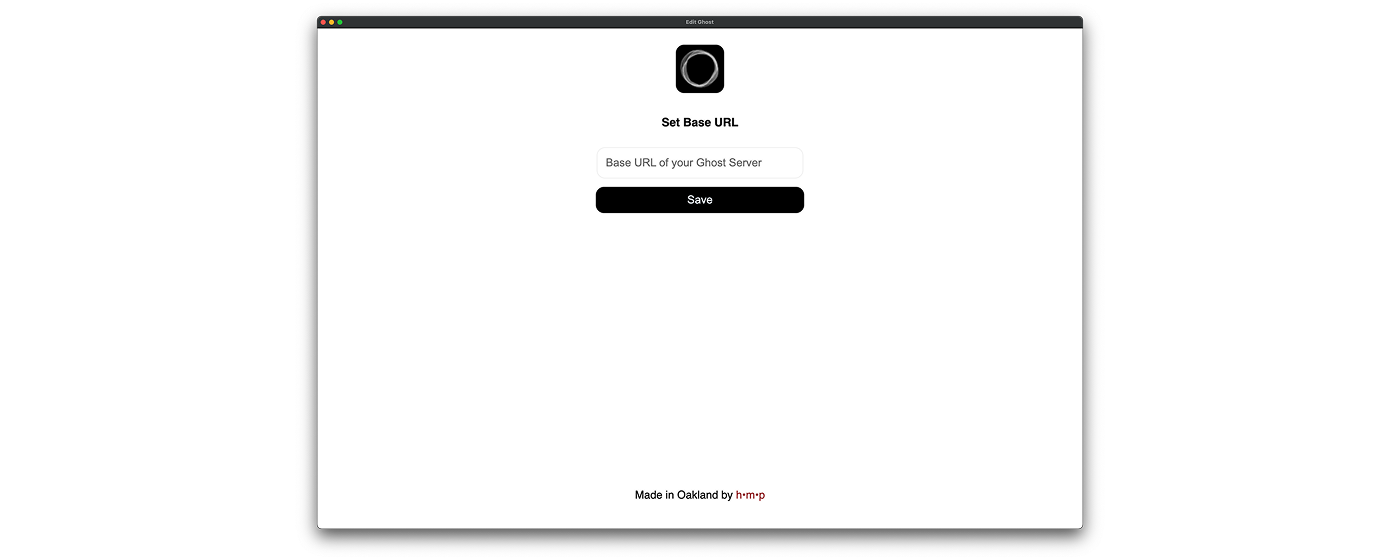 Edit Ghost
Set Base URL
Base URL of your Ghost Server
Save
Made in Oakland by h•m•p